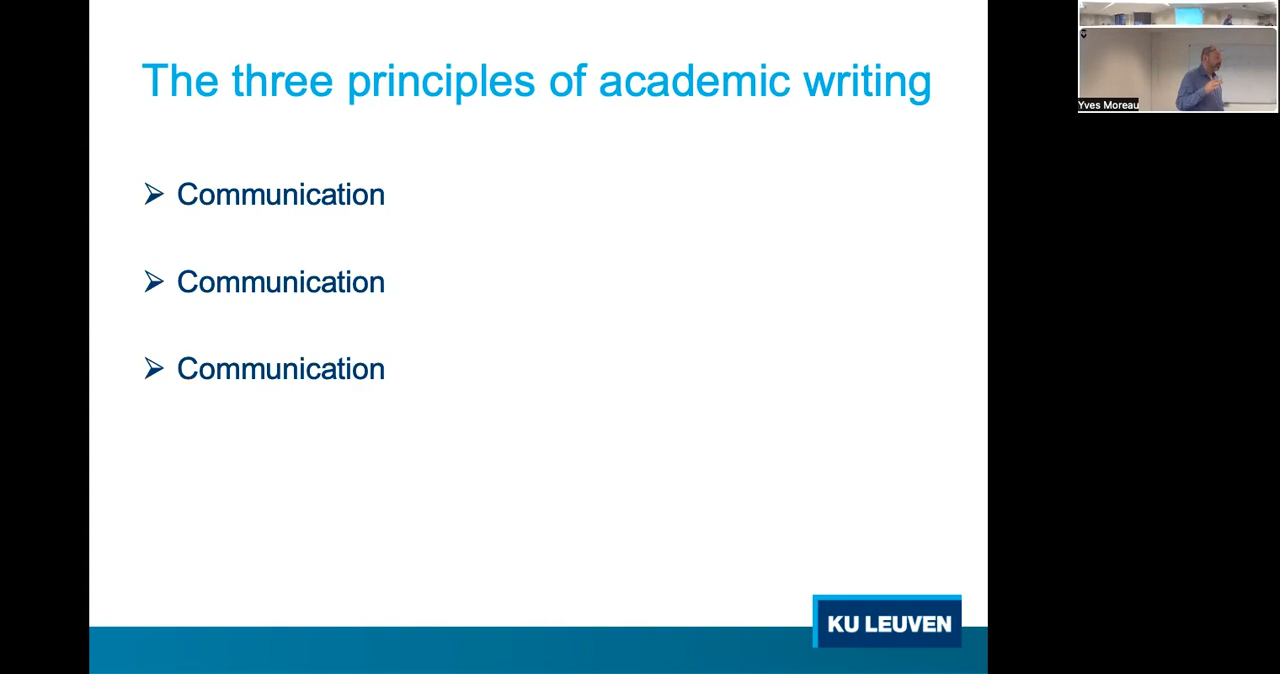 The three principles of academic writing
➢ Communication
➢ Communication
➢ Communication
KU LEUVEN
Yves Moreau